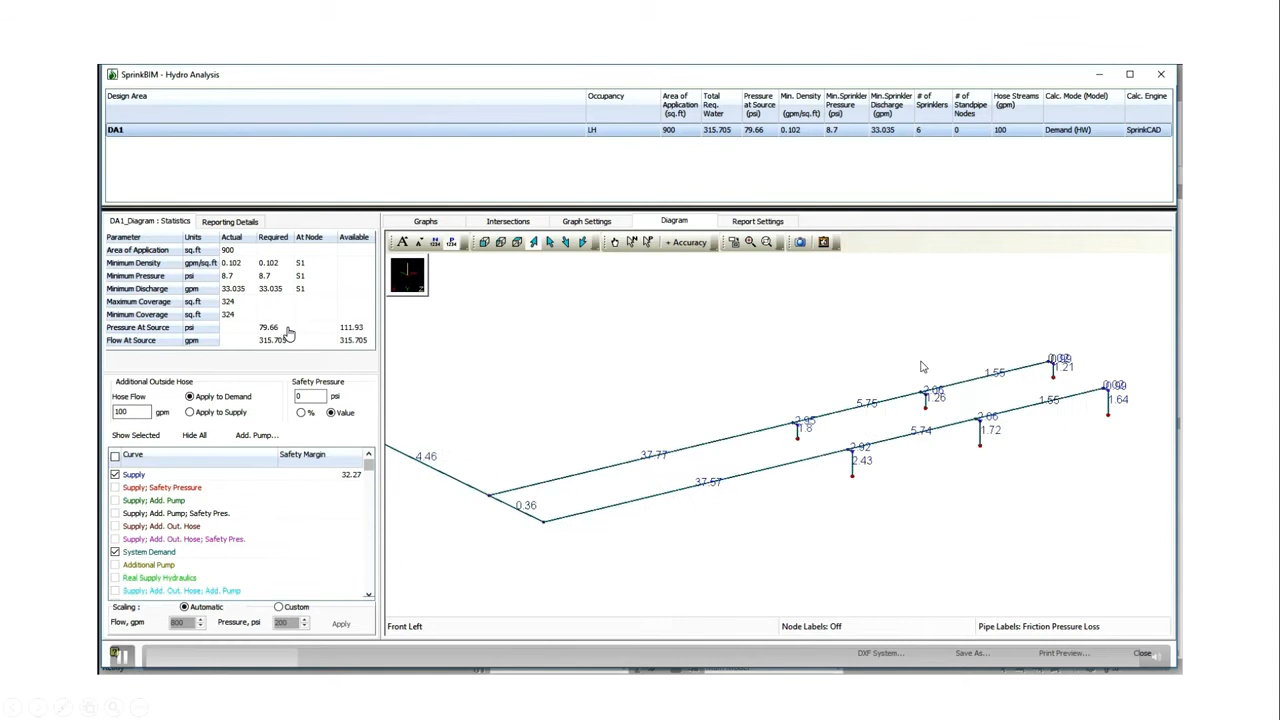 SprinkBIM - Hydro Analysis
Design Area Occupancy Area of Application (sq.ft) Total Req. Water Pressure at Source (psi) Min. Density (gpm/sq.ft) Min.Sprinkler Pressure (psi) Min.Sprinkler Discharge (gpm) # of Sprinklers # of Standpipe Nodes Hose Streams (gpm) Calc. Mode (Model) Calc. Engine
DA1 LH 900 315.705 79.66 0.102 8.7 33.035 6 0 100 Demand (HW) SprinkCAD
DA1_Diagram : Statistics Reporting Details
Parameter Units Actual Required At Node Available
Area of Application sq.ft 900
Minimum Density gpm/sq.ft 0.102 0.102 S1
Minimum Pressure psi 8.7 8.7 S1
Minimum Discharge gpm 33.035 33.035 S1
Maximum Coverage sq.ft 324
Minimum Coverage sq.ft 324
Pressure At Source psi 79.66 111.93
Flow At Source gpm 315.705 315.705
Additional Outside Hose Safety Pressure
Hose Flow Apply to Demand 0 psi
100 gpm Apply to Supply % Value
Show Selected Hide All Add. Pump...
Curve Safety Margin
Supply 32.27
Supply; Safety Pressure
Supply; Add. Pump
Supply; Add. Pump; Safety Pres.
Supply; Add. Out. Hose
Supply; Add. Out. Hose; Safety Pres.
System Demand
Additional Pump
Real Supply Hydraulics
Supply; Add. Out. Hose; Add. Pump
Scaling : Automatic Custom
Flow, gpm 800 Pressure, psi 200 Apply
Graphs Intersections Graph Settings Diagram Report Settings
+ Accuracy
1.21
1.55
2.06
1.26
5.75
1.64
1.55
2.06
1.72
2.95
1.8
5.74
2.92
2.43
37.77
4.46
37.57
0.36
Front Left Node Labels: Off Pipe Labels: Friction Pressure Loss
DXF System... Save As... Print Preview... Close